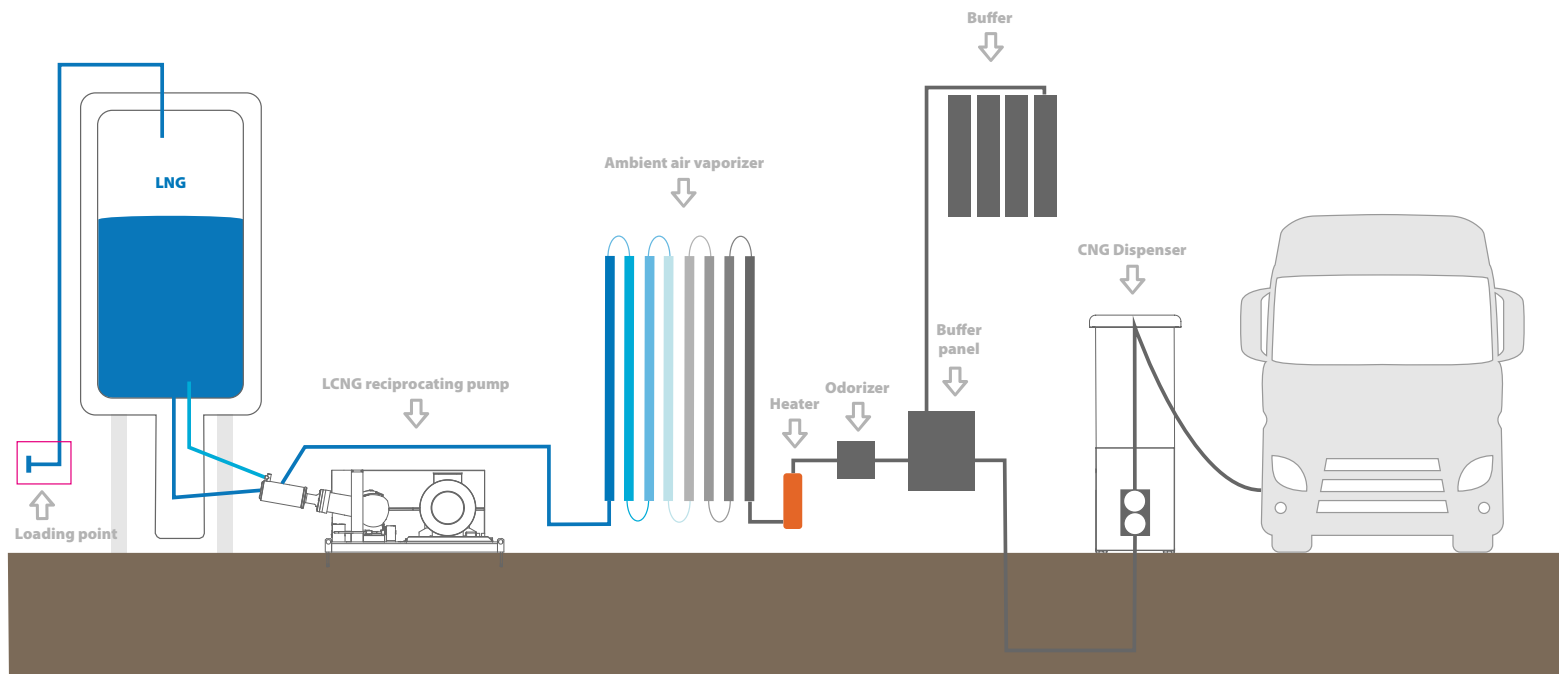 Buffer
Ambient air vaporizer
LNG
CNG Dispenser
Buffer
panel
LCNG reciprocating pump
Odorizer
Heater
Loading point